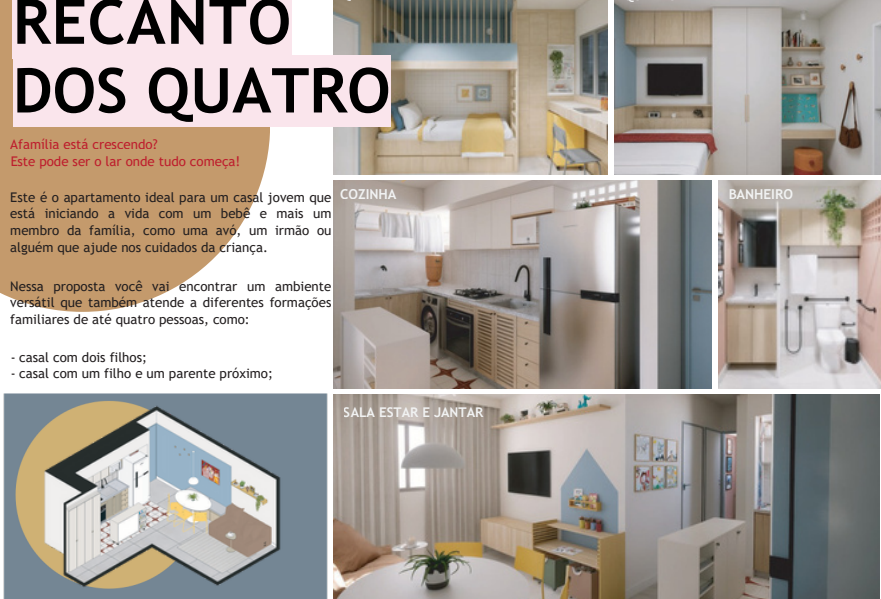 RECANTO
DOS QUATRO
Afamília está crescendo?
Este pode ser o lar onde tudo começa!
Este é o apartamento ideal para um casal jovem que
está iniciando a vida com um bebê e mais um
membro da família, como uma avó, um irmão ou
alguém que ajude nos cuidados da criança.
Nessa proposta você vai encontrar um ambiente
versátil que também atende a diferentes formações
familiares de até quatro pessoas, como:
- casal com dois filhos;
- casal com um filho e um parente próximo;
COZINHA
BANHEIRO
SALA ESTAR E JANTAR